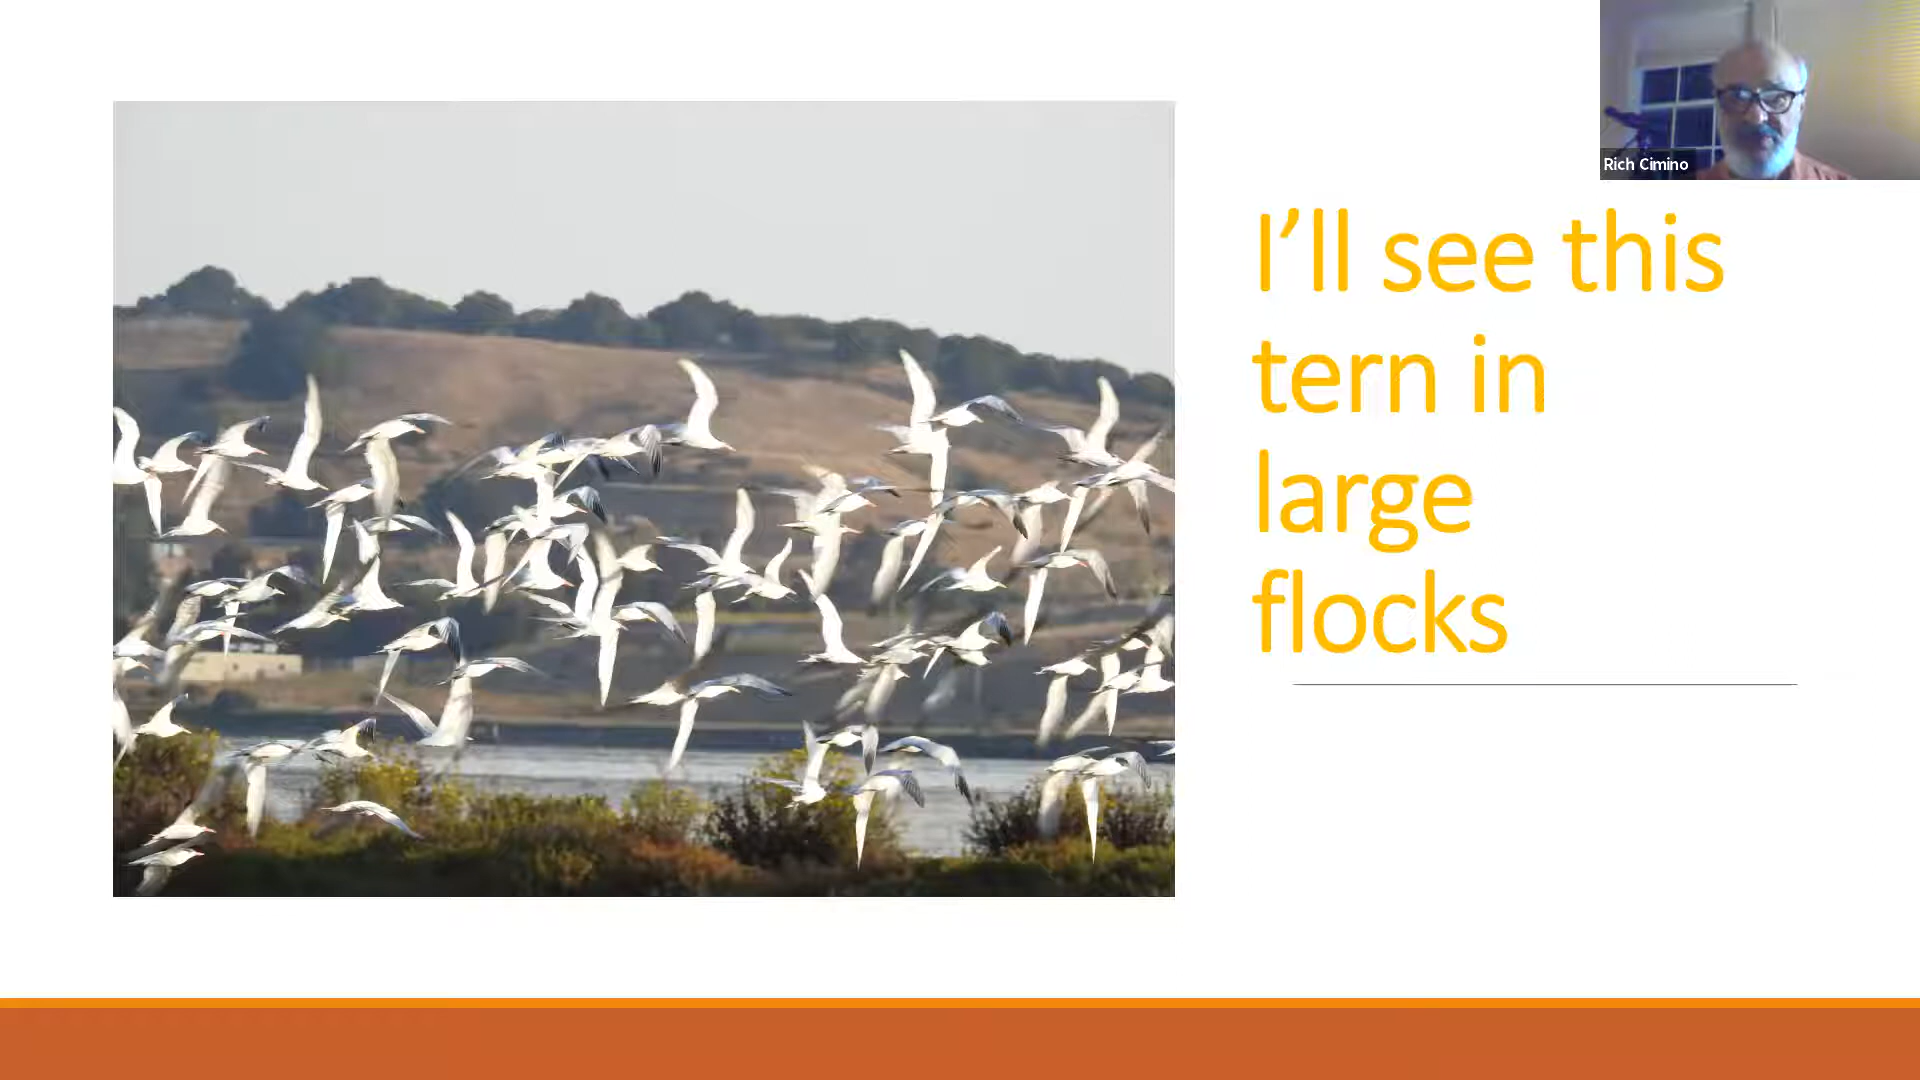 Rich Cimino
I’ll see this
tern in
large
flocks